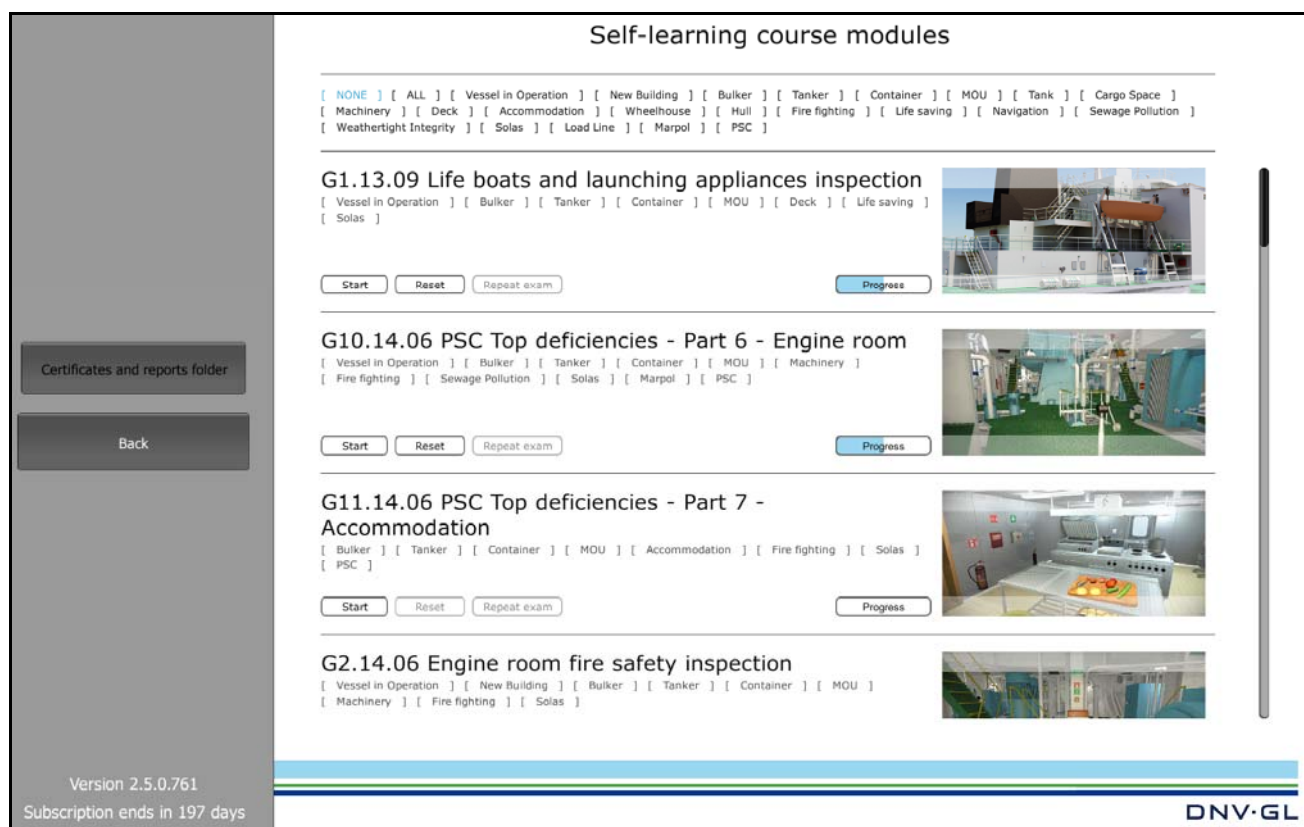 Self-learning course modules
[ NONE ] [ ALL ] [ Vessel in Operation ] [ New Building ] [ Bulker ] [ Tanker ] [ Container ] [ MOU ] [ Tank ] [ Cargo Space ]
[ Machinery ] [ Deck ] [ Accommodation ] [ Wheelhouse ] [ Hull ] [ Fire fighting ] [ Life saving ] [ Navigation ] [ Sewage Pollution ]
[ Weathertight Integrity ] [ Solas ] [ Load Line ] [ Marpol ] [ PSC ]
G1.13.09 Life boats and launching appliances inspection
[ Vessel in Operation ] [ Bulker ] [ Tanker ] [ Container ] [ MOU ] [ Deck ] [ Life saving ]
[ Solas ]
Start Reset Repeat exam Progress
G10.14.06 PSC Top deficiencies - Part 6 - Engine room
[ Vessel in Operation ] [ Bulker ] [ Tanker ] [ Container ] [ MOU ] [ Machinery ]
[ Fire fighting ] [ Sewage Pollution ] [ Solas ] [ Marpol ] [ PSC ]
Start Reset Repeat exam Progress
G11.14.06 PSC Top deficiencies - Part 7 -
Accommodation
[ Bulker ] [ Tanker ] [ Container ] [ MOU ] [ Accommodation ] [ Fire fighting ] [ Solas ]
[ PSC ]
Start Reset Repeat exam Progress
G2.14.06 Engine room fire safety inspection
[ Vessel in Operation ] [ New Building ] [ Bulker ] [ Tanker ] [ Container ] [ MOU ]
[ Machinery ] [ Fire fighting ] [ Solas ]
Certificates and reports folder
Back
Version 2.5.0.761
Subscription ends in 197 days
DNV·GL